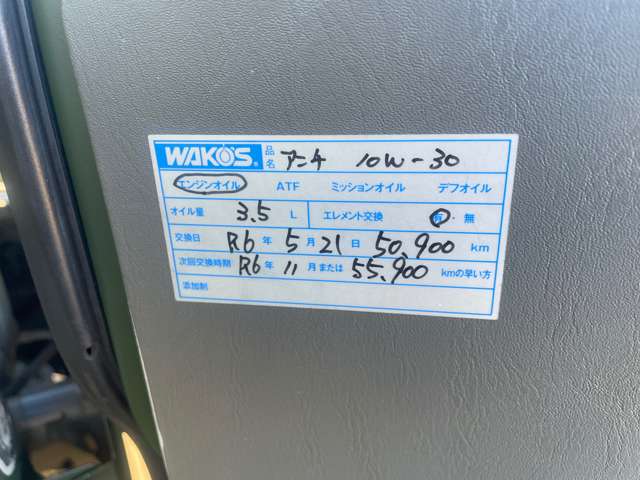 WAKO'S 品名 アーチ 10W-30
エンジンオイル ATF ミッションオイル デフオイル
オイル量 3.5 L エレメント交換 有 無
交換日 R6 年 5 月 21 日 50,900 km
次回交換時期 R6 年 11 月または 55,900 kmの早い方
添加剤